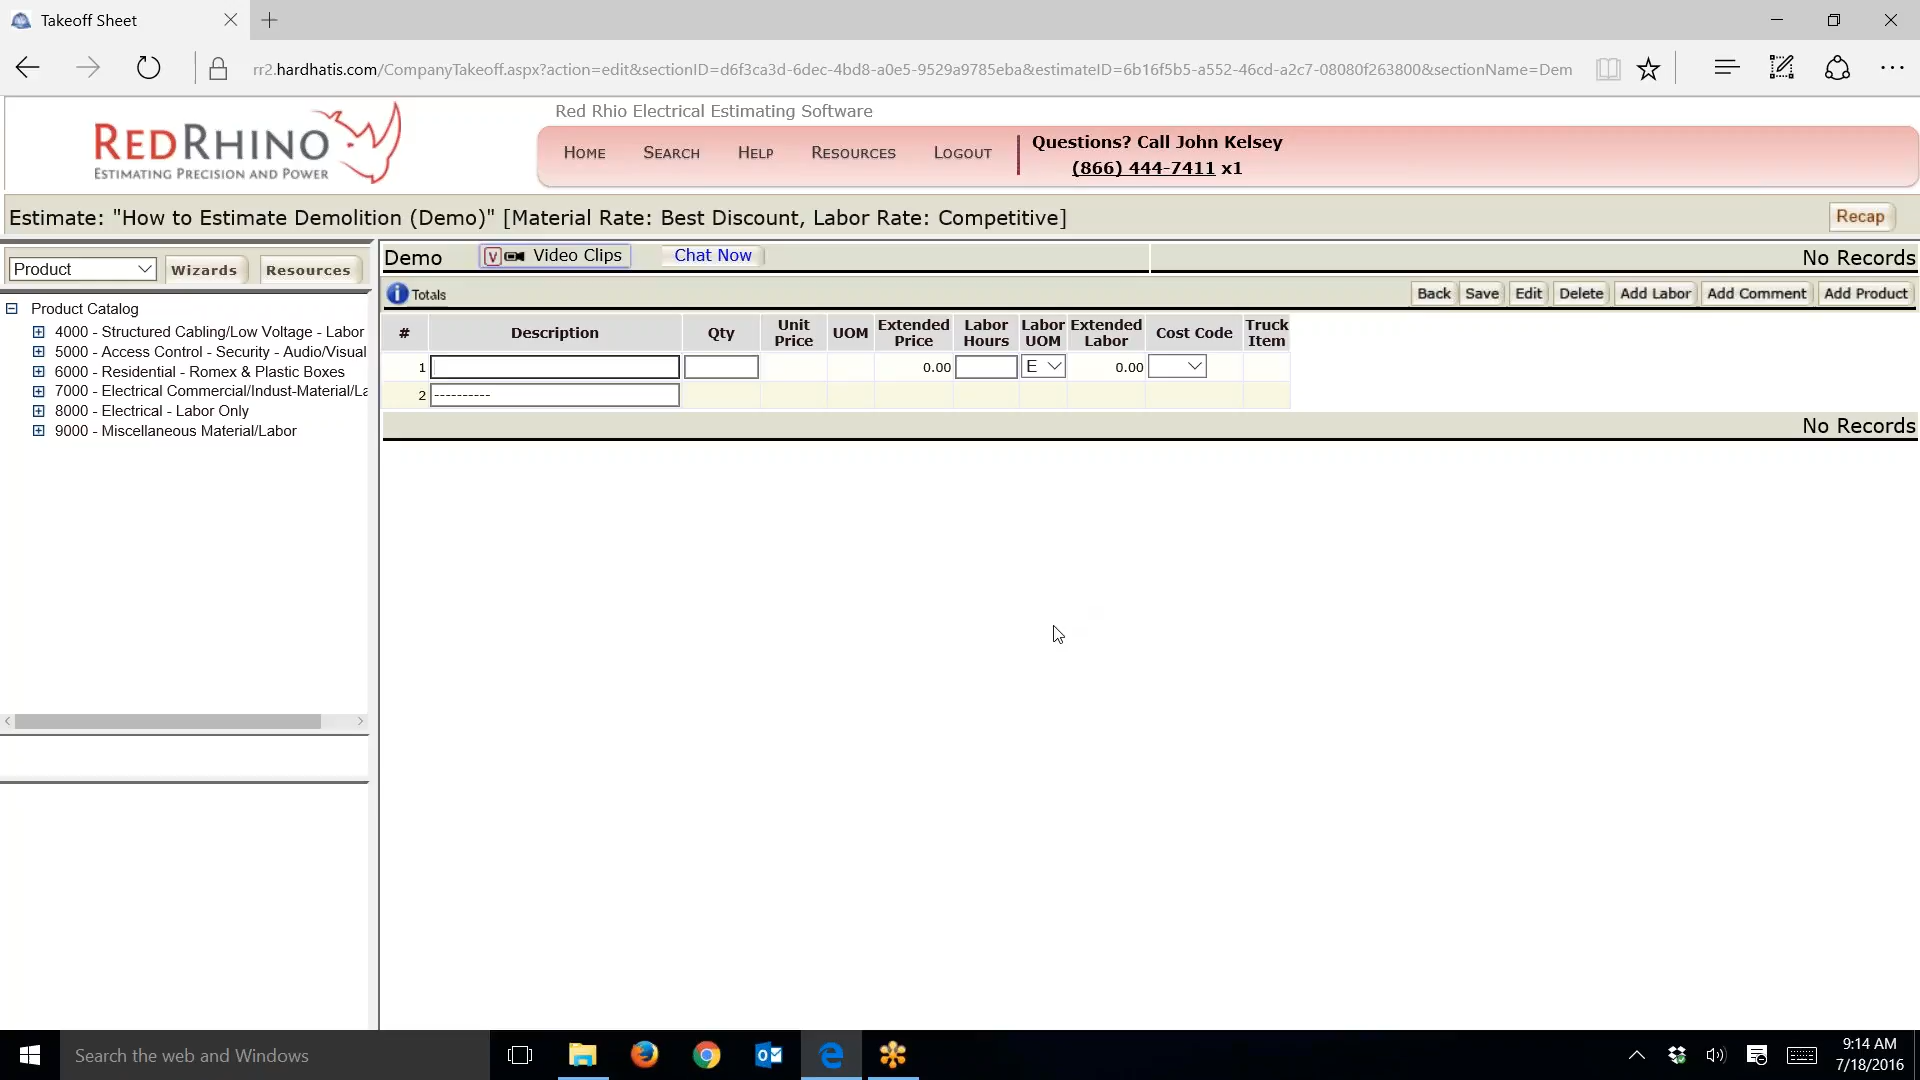 Takeoff Sheet
rr2.hardhatis.com/CompanyTakeoff.aspx?action=edit&sectionID=d6f3ca3d-6dec-4bd8-a0e5-9529a9785eba&estimateID=6b16f5b5-a552-46cd-a2c7-08080f263800&sectionName=Dem
REDRHINO
ESTIMATING PRECISION AND POWER
Red Rhio Electrical Estimating Software
HOME SEARCH HELP RESOURCES LOGOUT
Questions? Call John Kelsey
(866) 444-7411 x1
Estimate: "How to Estimate Demolition (Demo)" [Material Rate: Best Discount, Labor Rate: Competitive]
Recap
Product Wizards Resources
Product Catalog
4000 - Structured Cabling/Low Voltage - Labor
5000 - Access Control - Security - Audio/Visual
6000 - Residential - Romex & Plastic Boxes
7000 - Electrical Commercial/Indust-Material/La
8000 - Electrical - Labor Only
9000 - Miscellaneous Material/Labor
Demo V Video Clips Chat Now No Records
i Totals Back Save Edit Delete Add Labor Add Comment Add Product
# Description Qty Unit Price UOM Extended Price Labor Hours Labor UOM Extended Labor Cost Code Truck Item
1 0.00 E 0.00
2 ----------
No Records
Search the web and Windows
9:14 AM
7/18/2016